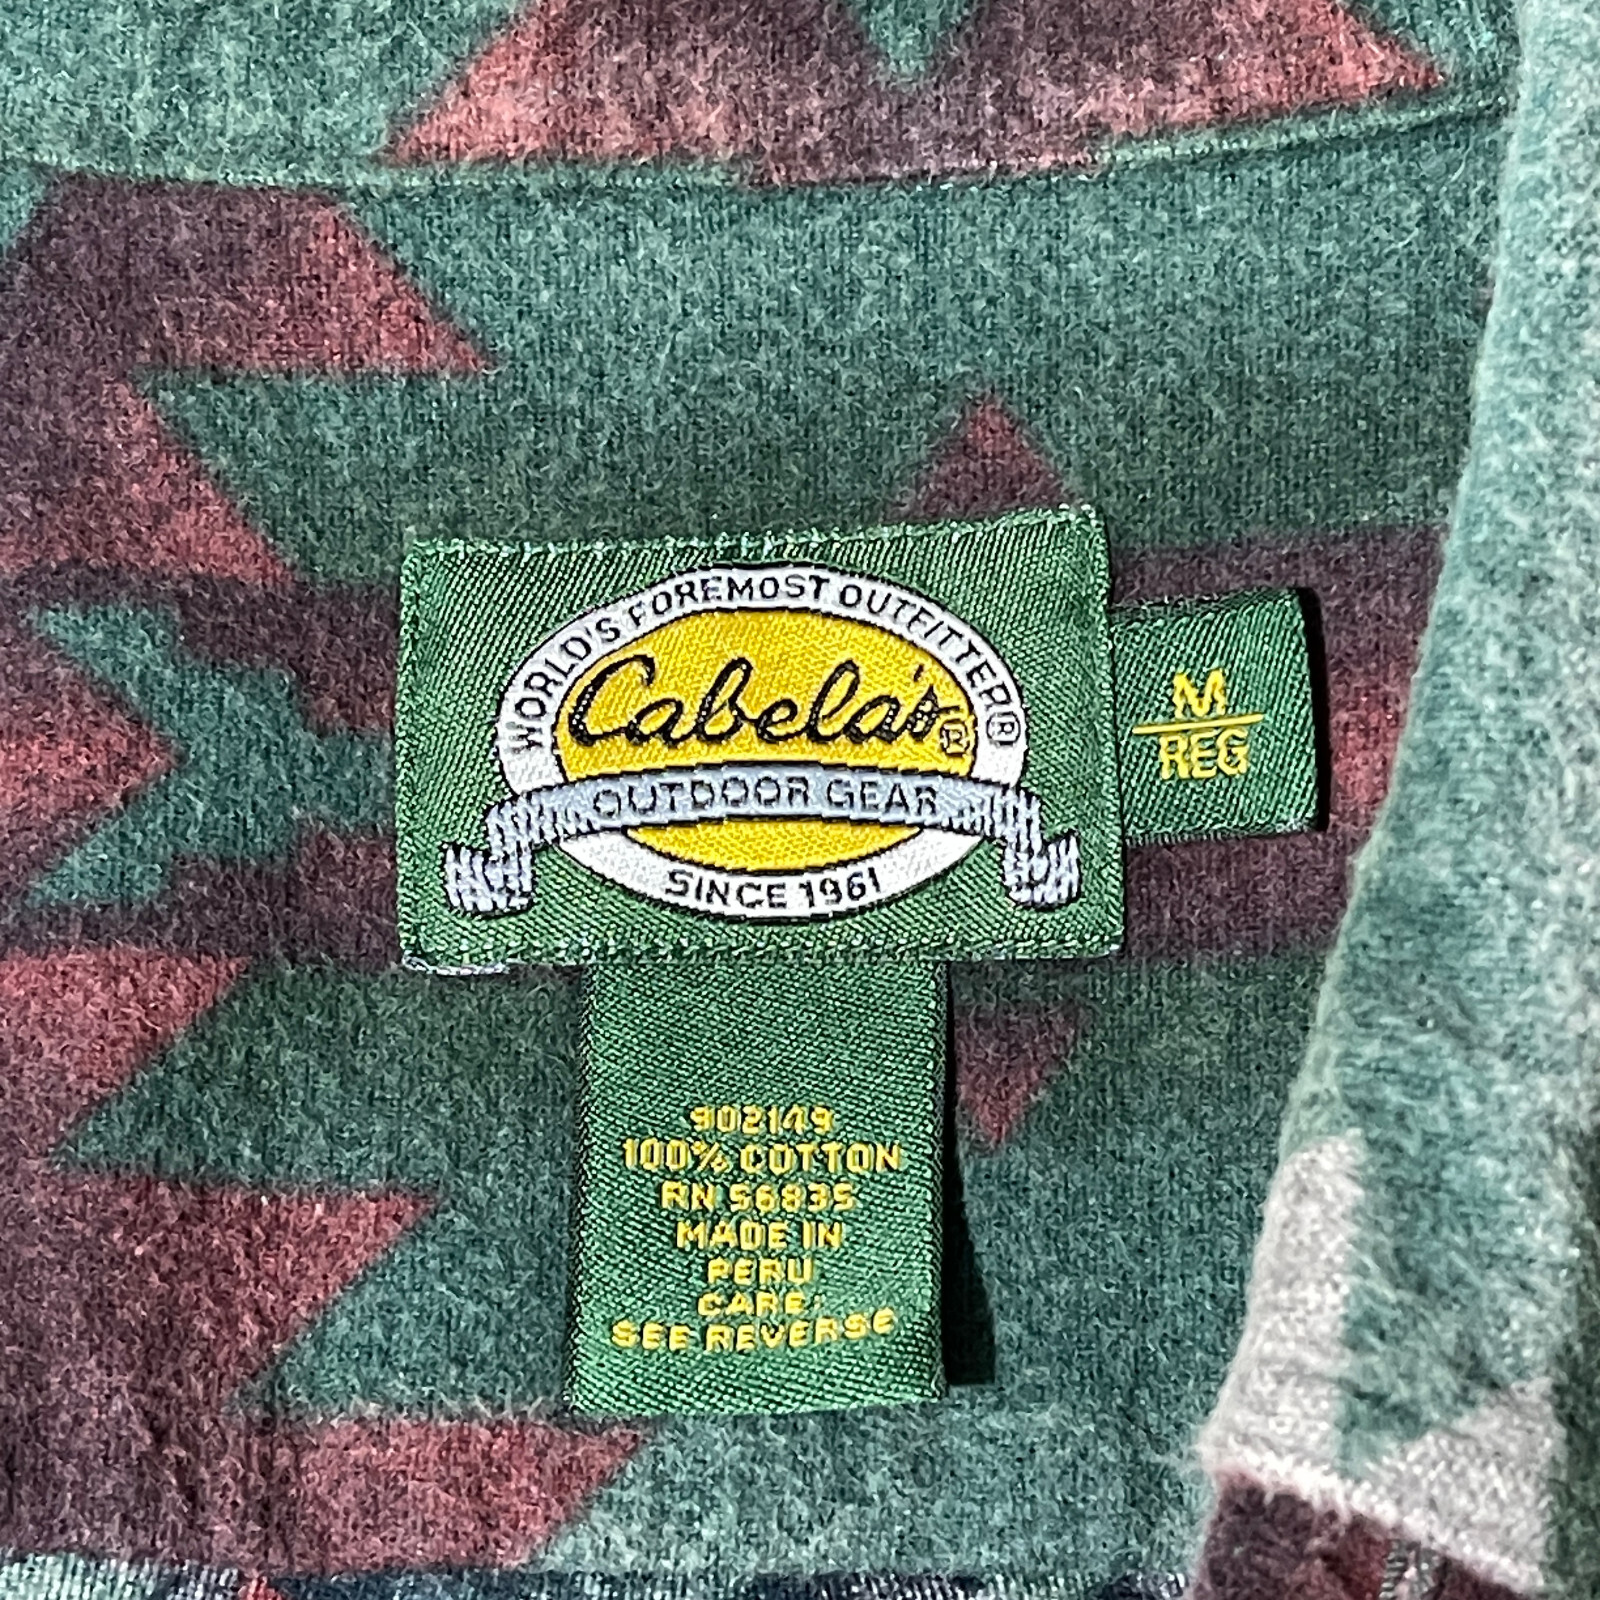 WORLD'S FOREMOST OUTFITTER®
Cabela's®
OUTDOOR GEAR
SINCE 1961
M
REG
902149
100% COTTON
RN 56835
MADE IN
PERU
CARE:
SEE REVERSE